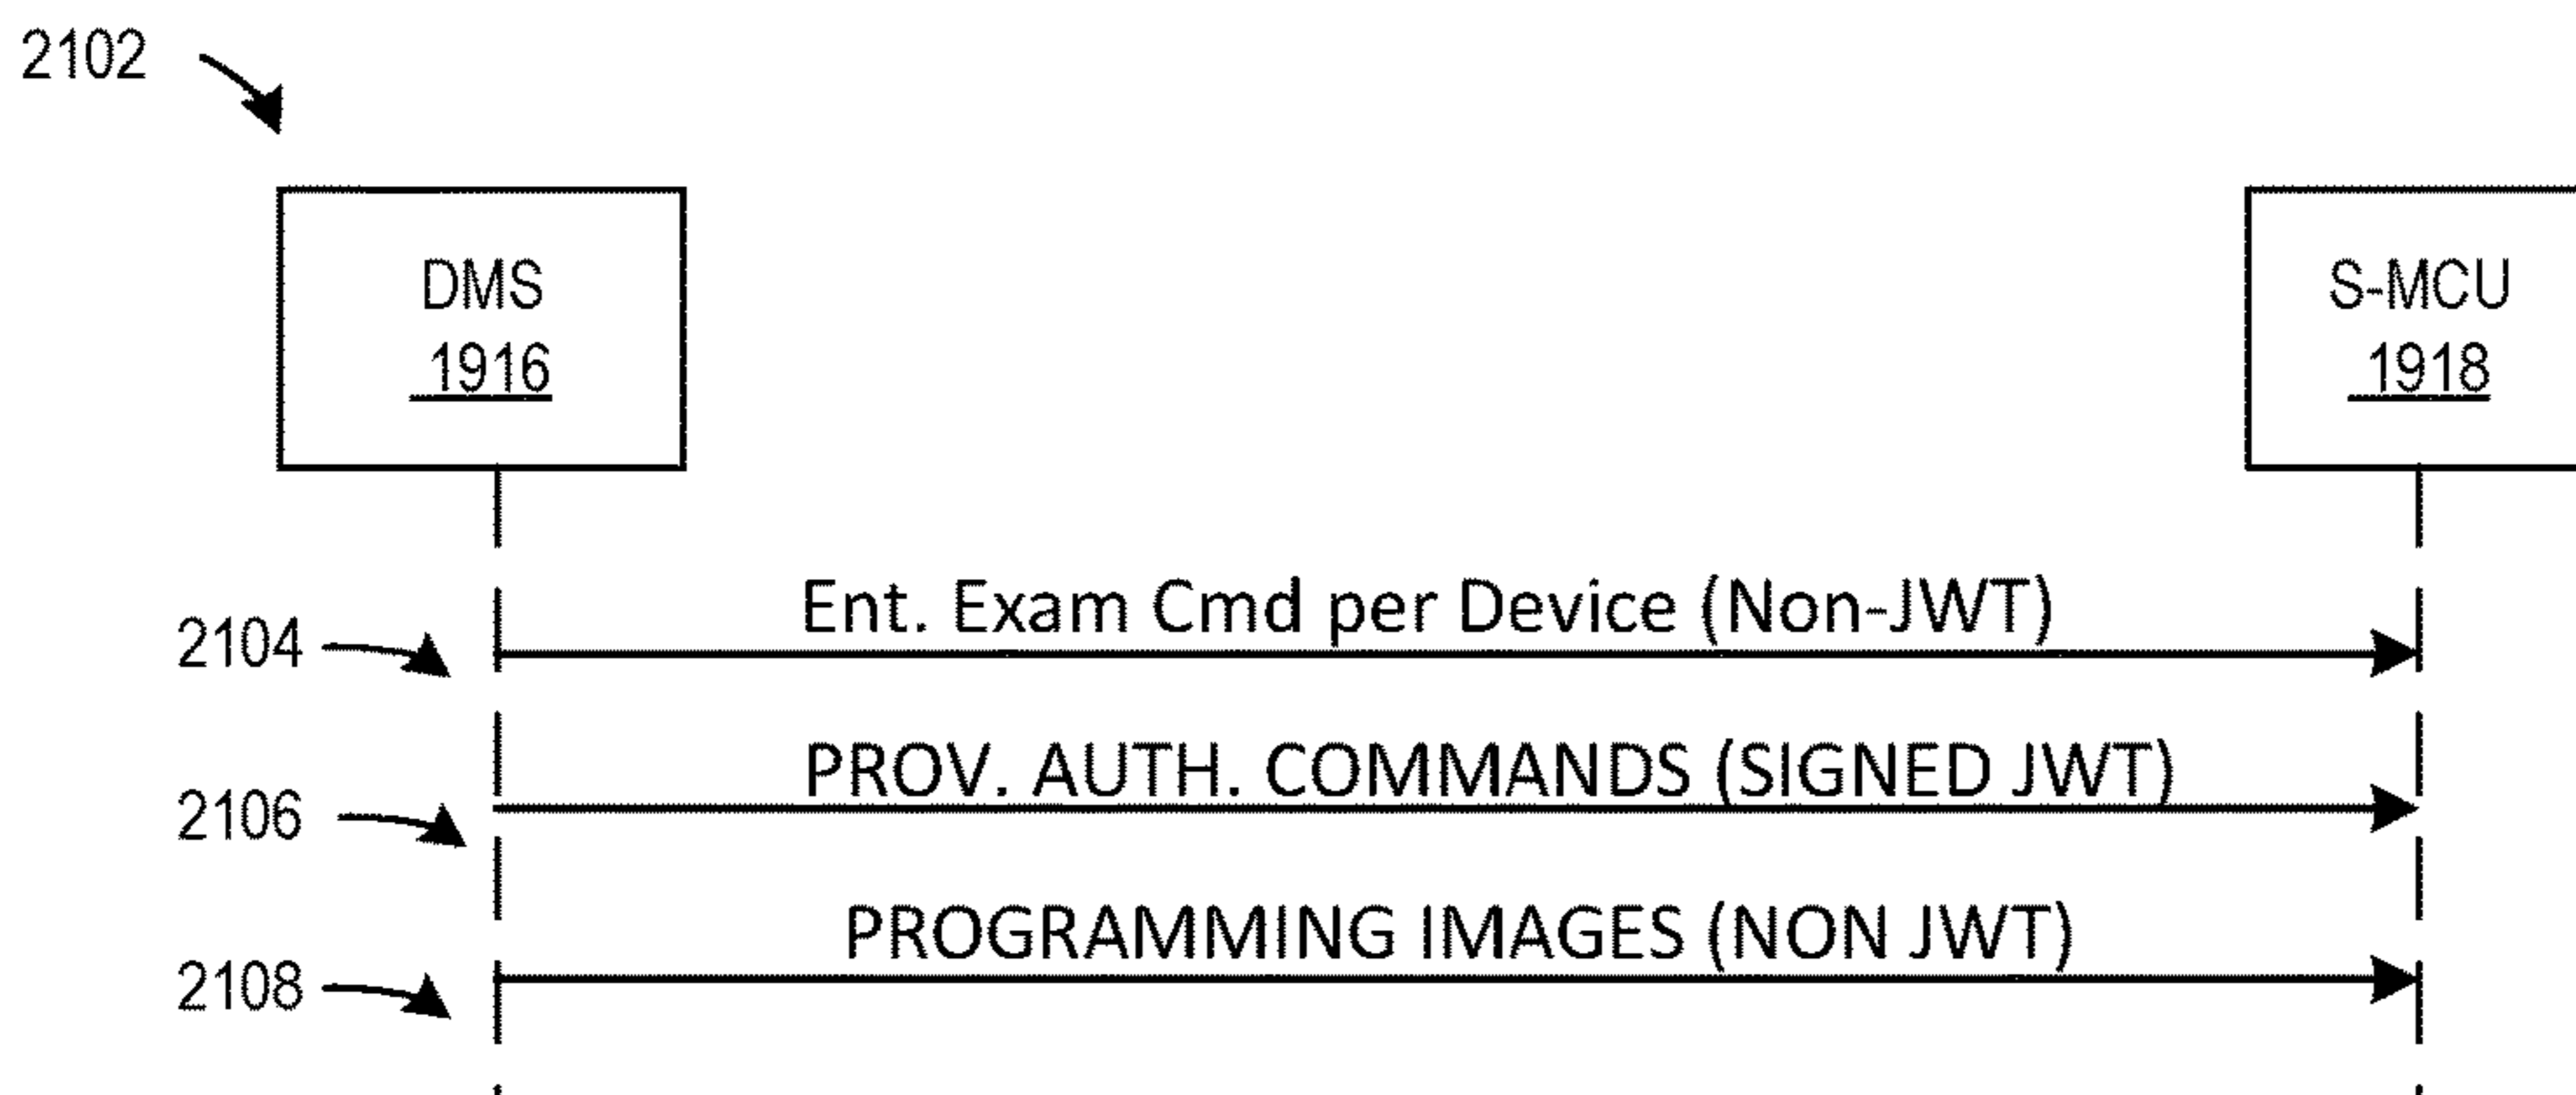 2102
DMS
1916
S-MCU
1918
2104
Ent. Exam Cmd per Device (Non-JWT)
2106
PROV. AUTH. COMMANDS (SIGNED JWT)
2108
PROGRAMMING IMAGES (NON JWT)